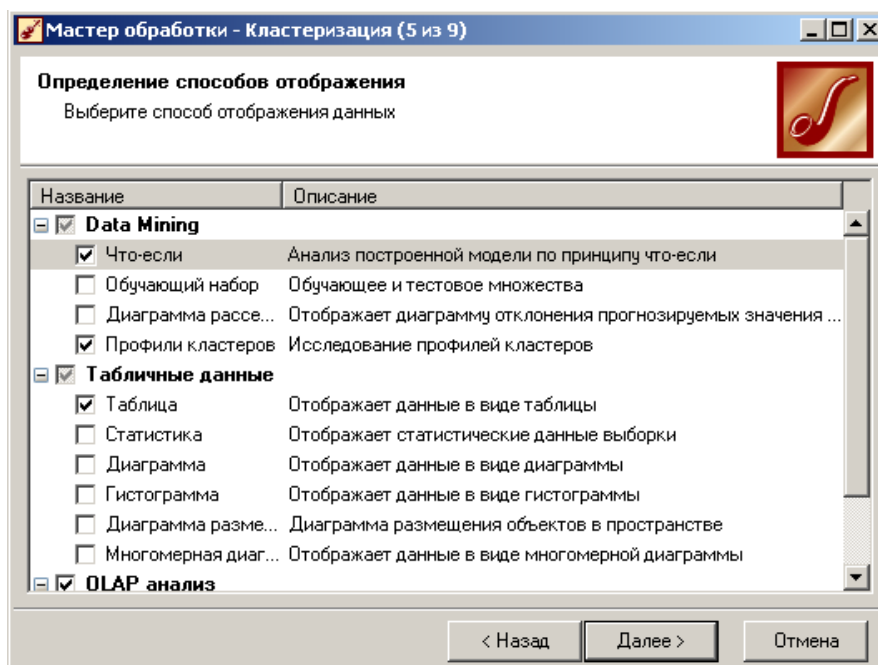 Мастер обработки - Кластеризация (5 из 9)
Определение способов отображения
Выберите способ отображения данных
Название Описание
Data Mining
Что-если Анализ построенной модели по принципу что-если
Обучающий набор Обучающее и тестовое множества
Диаграмма рассе... Отображает диаграмму отклонения прогнозируемых значения ...
Профили кластеров Исследование профилей кластеров
Табличные данные
Таблица Отображает данные в виде таблицы
Статистика Отображает статистические данные выборки
Диаграмма Отображает данные в виде диаграммы
Гистограмма Отображает данные в виде гистограммы
Диаграмма разме... Диаграмма размещения объектов в пространстве
Многомерная диаг... Отображает данные в виде многомерной диаграммы
OLAP анализ
< Назад Далее > Отмена